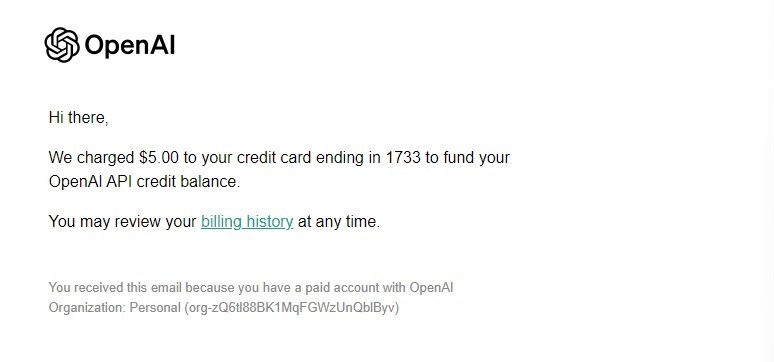 OpenAI
Hi there,
We charged $5.00 to your credit card ending in 1733 to fund your
OpenAI API credit balance.
You may review your billing history at any time.
You received this email because you have a paid account with OpenAI
Organization: Personal (org-zQ6tl88BK1MqFGWzUnQblByv)